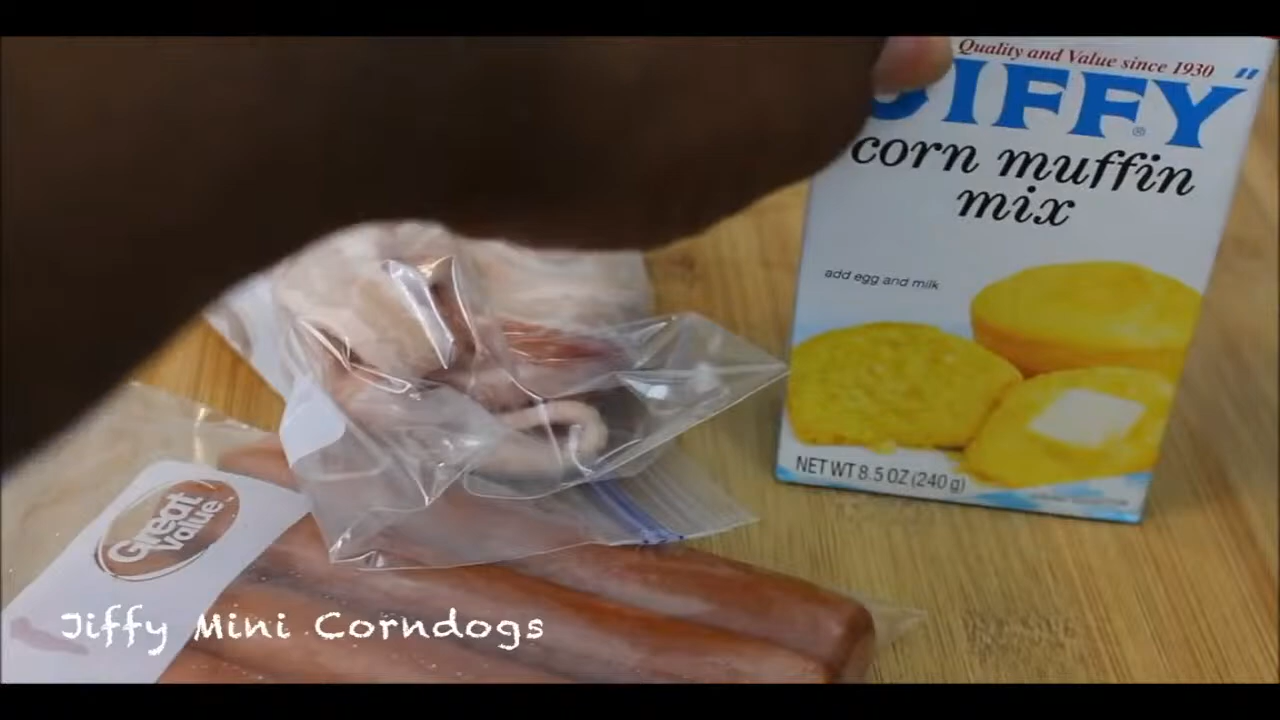 Quality and Value since 1930
JIFFY"
®
corn muffin
mix
add egg and milk
NET WT 8.5 OZ (240 g)
Great
Value
Jiffy Mini Corndogs